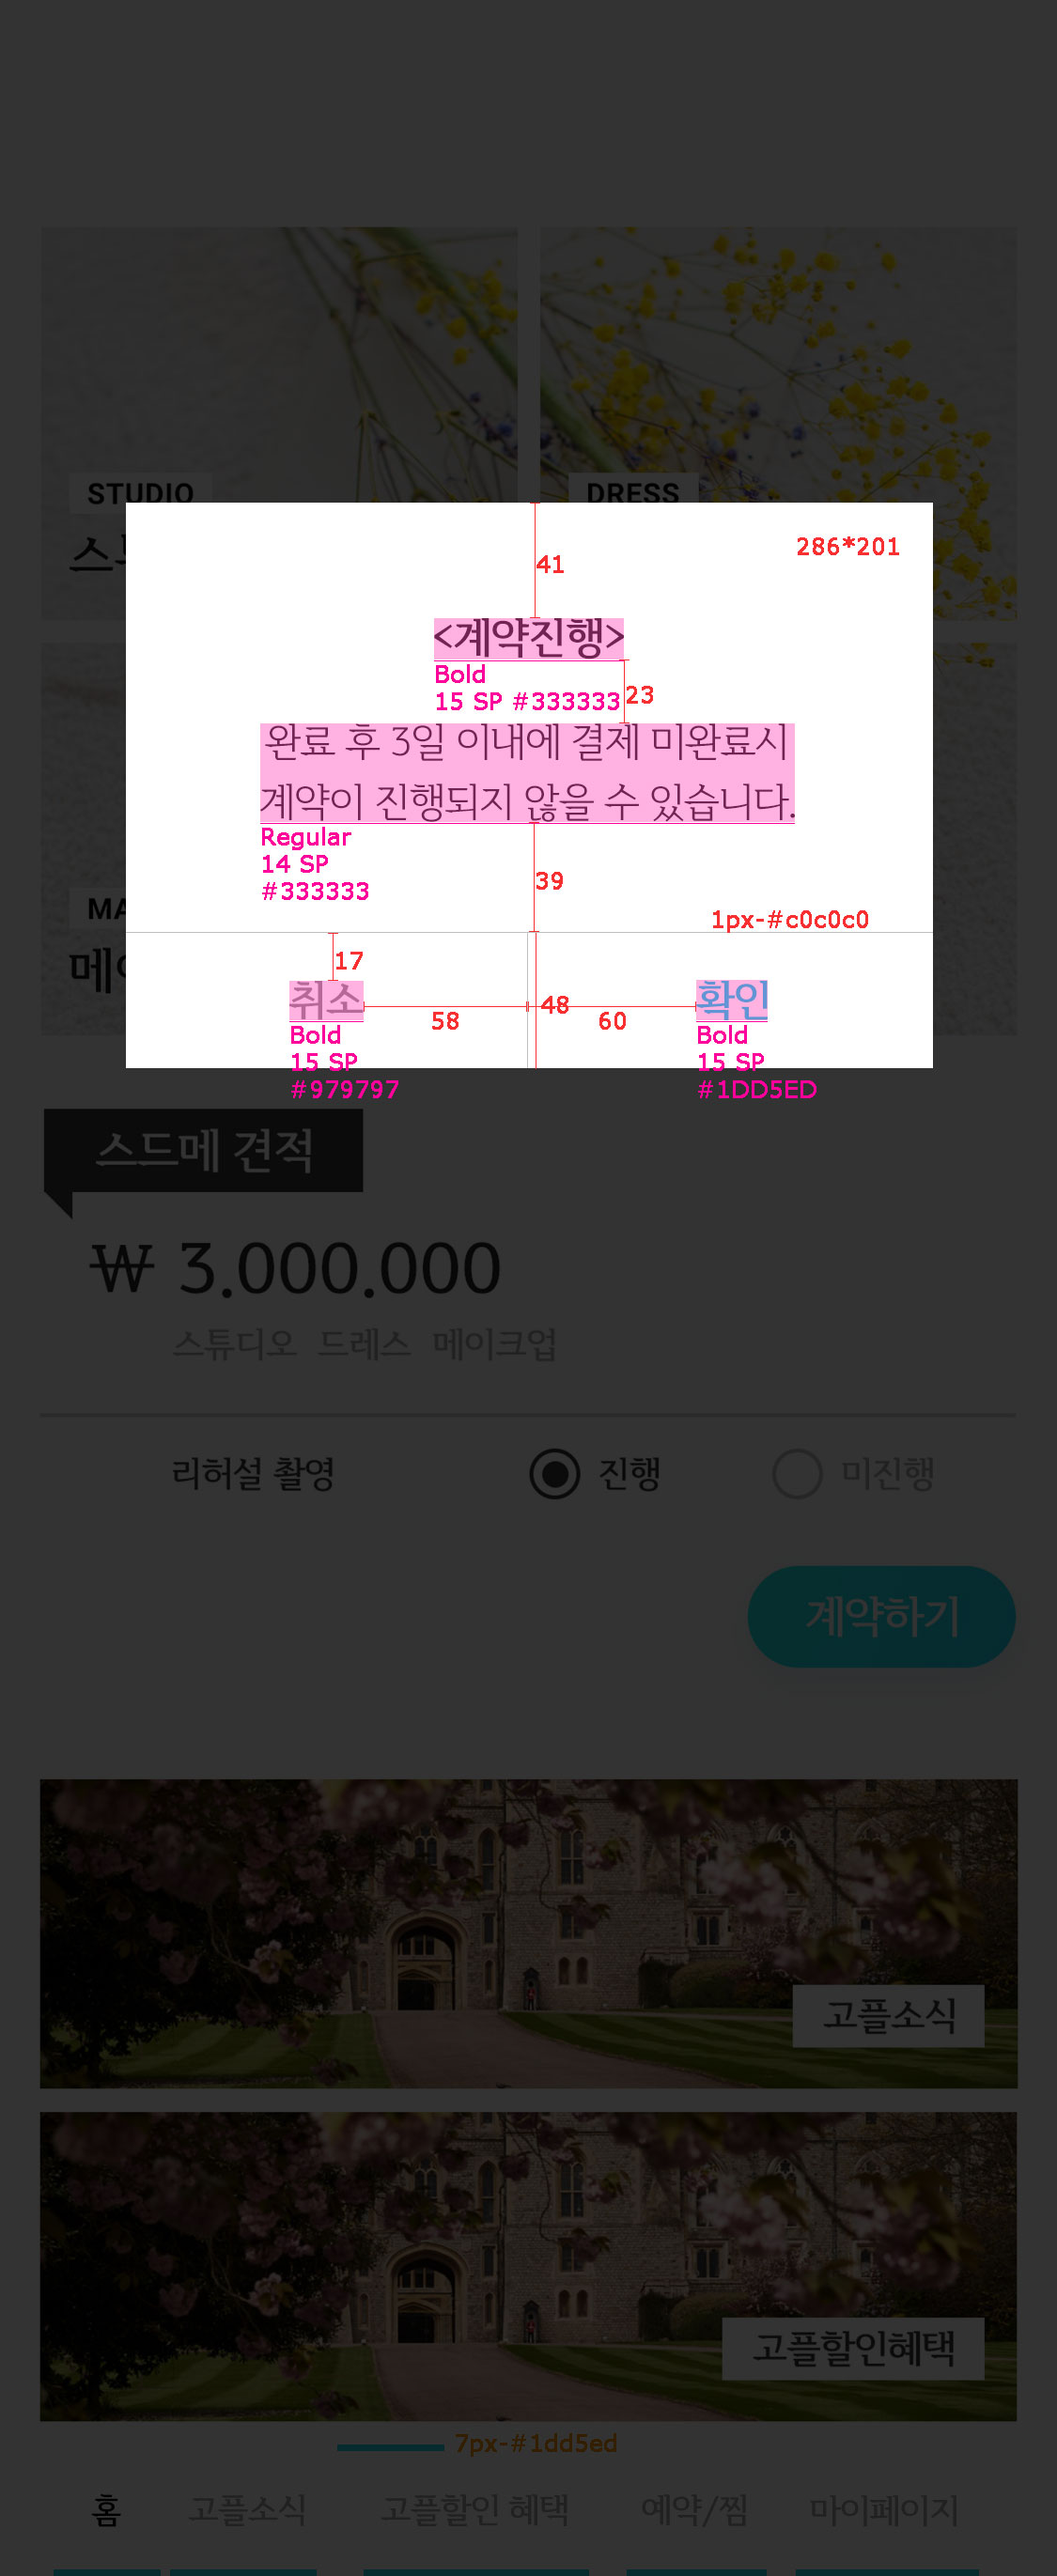 STUDIO
DRESS
286*201
41
<계약진행>
Bold
15 SP #333333
23
완료 후 3일 이내에 결제 미완료시
계약이 진행되지 않을 수 있습니다.
Regular
14 SP
#333333
39
1px-#c0c0c0
17
취소
58
48
60
확인
Bold
15 SP
#979797
Bold
15 SP
#1DD5ED
스드메 견적
₩ 3.000.000
스튜디오 드레스 메이크업
리허설 촬영 진행 미진행
계약하기
고플소식
고플할인혜택
7px-#1dd5ed
홈 고플소식 고플할인 혜택 예약/찜 마이페이지